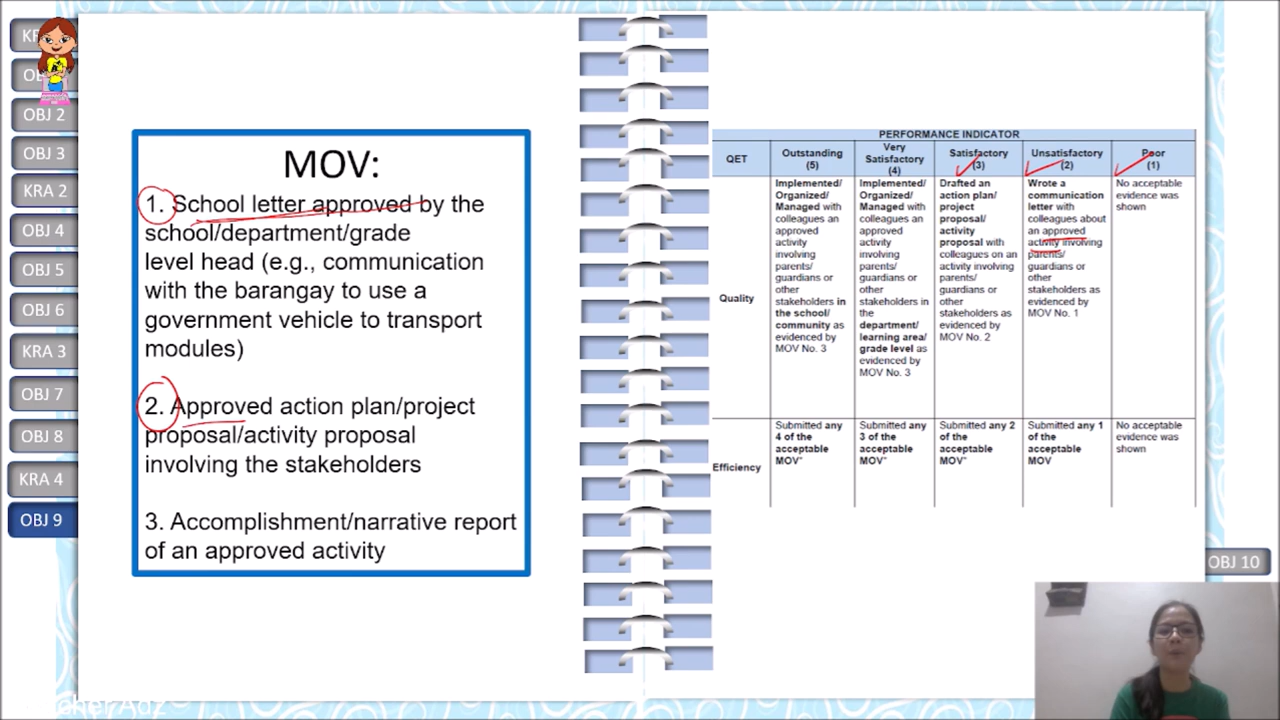 OBJ 2
OBJ 3
KRA 2
OBJ 4
OBJ 5
OBJ 6
KRA 3
OBJ 7
OBJ 8
KRA 4
OBJ 9
MOV:
1. School letter approved by the
school/department/grade
level head (e.g., communication
with the barangay to use a
government vehicle to transport
modules)
2. Approved action plan/project
proposal/activity proposal
involving the stakeholders
3. Accomplishment/narrative report
of an approved activity
PERFORMANCE INDICATOR
QET
Outstanding
(5)
Very
Satisfactory
(4)
Satisfactory
(3)
Unsatisfactory
(2)
Poor
(1)
Quality
Implemented/
Organized/
Managed with
colleagues an
approved
activity
involving
parents/
guardians or
other
stakeholders in
the school/
community as
evidenced by
MOV No. 3
Implemented/
Organized/
Managed with
colleagues an
approved
activity
involving
parents/
guardians or
other
stakeholders in
the
department/
learning area/
grade level as
evidenced by
MOV No. 3
Drafted an
action plan/
project
proposal/
activity
proposal with
colleagues on an
activity involving
parents/
guardians or
other
stakeholders as
evidenced by
MOV No. 2
Wrote a
communication
letter with
colleagues about
an approved
activity involving
parents/
guardians or
other
stakeholders as
evidenced by
MOV No. 1
No acceptable
evidence was
shown
Efficiency
Submitted any
4 of the
acceptable
MOV*
Submitted any
3 of the
acceptable
MOV*
Submitted any 2
of the
acceptable
MOV*
Submitted any 1
of the
acceptable
MOV
No acceptable
evidence was
shown
OBJ 10